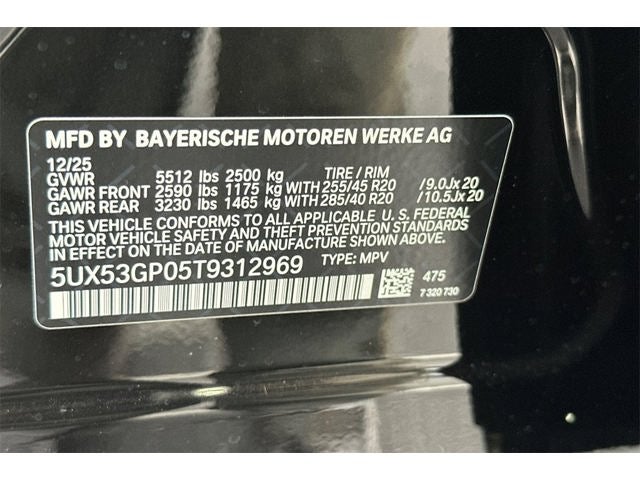 MFD BY BAYERISCHE MOTOREN WERKE AG
12/25
GVWR 5512 lbs 2500 kg TIRE / RIM
GAWR FRONT 2590 lbs 1175 kg WITH 255/45 R20 / 9.0Jx 20
GAWR REAR 3230 lbs 1465 kg WITH 285/40 R20 / 10.5Jx 20
THIS VEHICLE CONFORMS TO ALL APPLICABLE U. S. FEDERAL
MOTOR VEHICLE SAFETY AND THEFT PREVENTION STANDARDS
IN EFFECT ON THE DATE OF MANUFACTURE SHOWN ABOVE.
5UX53GP05T9312969 TYPE: MPV
475
7 320 730